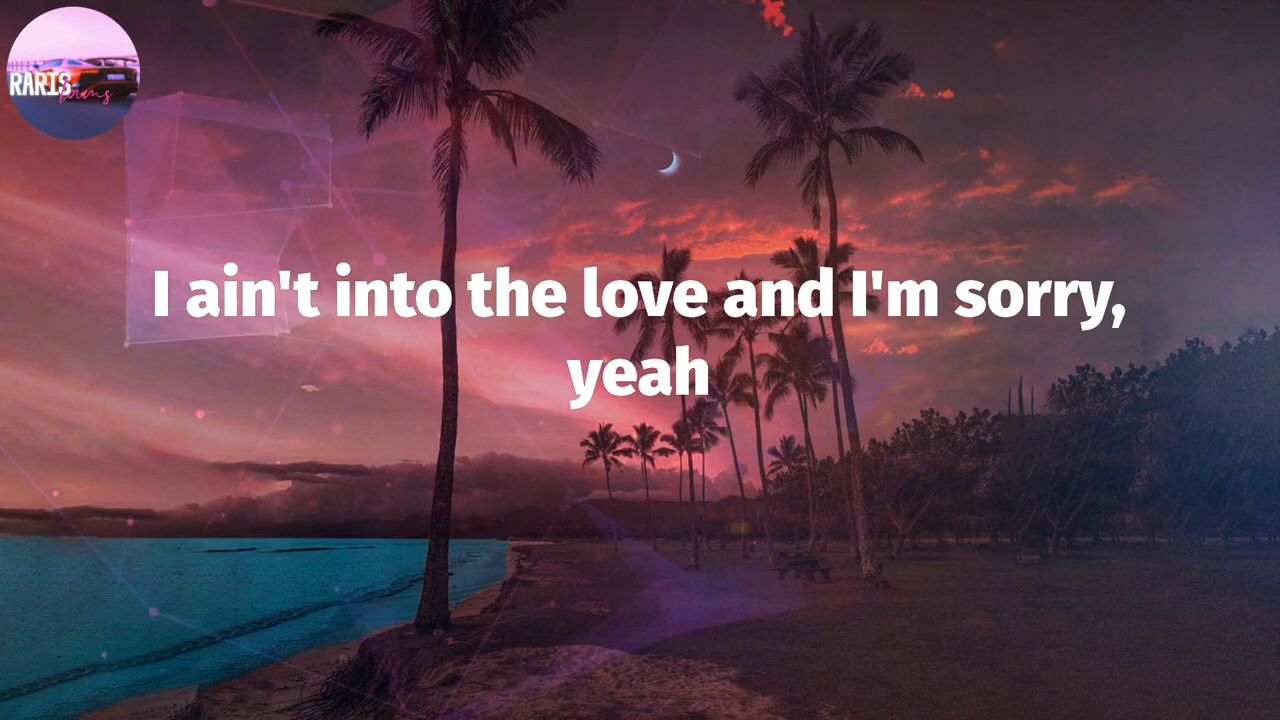 RARIS
I ain't into the love and I'm sorry,
yeah